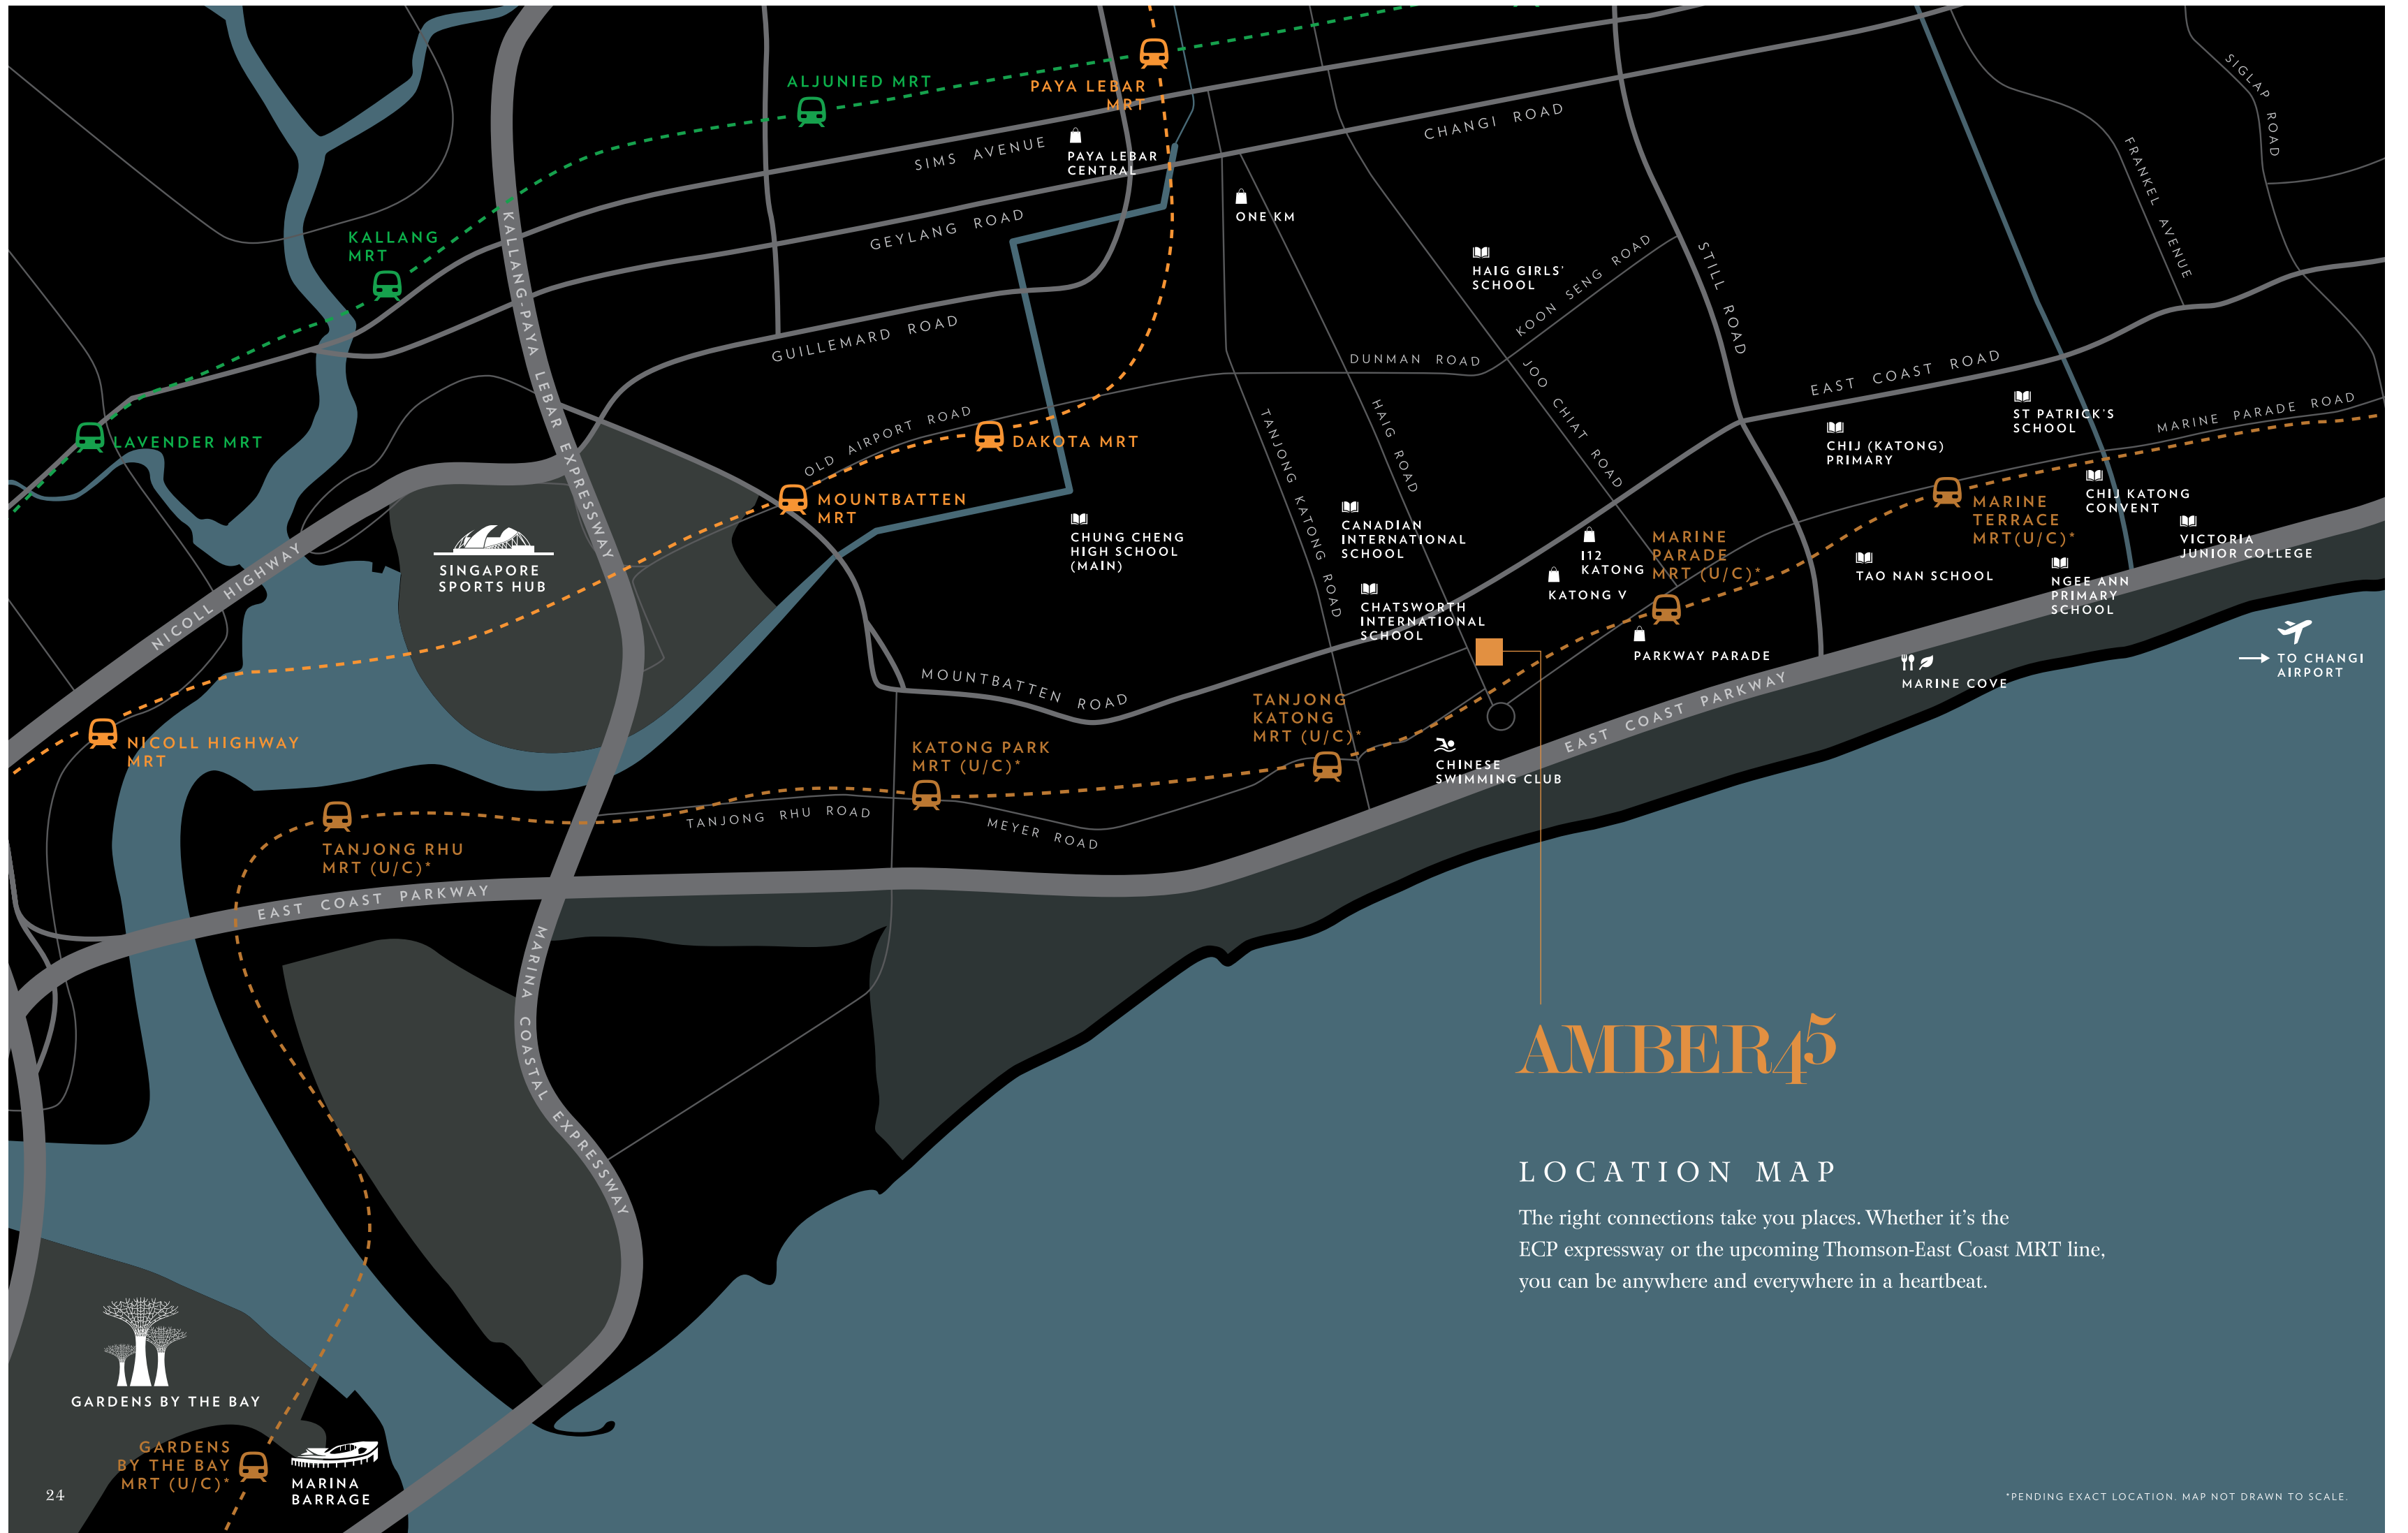 ALJUNIED MRT
PAYA LEBAR
MRT
SIMS AVENUE
PAYA LEBAR
CENTRAL
CHANGI ROAD
SIGLAP ROAD
FRANKEL AVENUE
KALLANG
MRT
GEYLANG ROAD
ONE KM
KALLANG-PAYA LEBAR EXPRESSWAY
HAIG GIRLS'
SCHOOL
KOON SENG ROAD
STILL ROAD
GUILLEMARD ROAD
DUNMAN ROAD
JOO CHIAT ROAD
EAST COAST ROAD
LAVENDER MRT
OLD AIRPORT ROAD
DAKOTA MRT
TANJONG KATONG ROAD
HAIG ROAD
CHIJ (KATONG)
PRIMARY
ST PATRICK'S
SCHOOL
MARINE PARADE ROAD
MOUNTBATTEN
MRT
CHUNG CHENG
HIGH SCHOOL
(MAIN)
CANADIAN
INTERNATIONAL
SCHOOL
I12
KATONG
KATONG V
MARINE
PARADE
MRT (U/C)*
MARINE
TERRACE
MRT(U/C)*
CHIJ KATONG
CONVENT
VICTORIA
JUNIOR COLLEGE
NICOLL HIGHWAY
SINGAPORE
SPORTS HUB
CHATSWORTH
INTERNATIONAL
SCHOOL
TAO NAN SCHOOL
NGEE ANN
PRIMARY
SCHOOL
PARKWAY PARADE
TO CHANGI
AIRPORT
MARINE COVE
MOUNTBATTEN ROAD
EAST COAST PARKWAY
TANJONG
KATONG
MRT (U/C)*
NICOLL HIGHWAY
MRT
KATONG PARK
MRT (U/C)*
CHINESE
SWIMMING CLUB
TANJONG RHU ROAD
MEYER ROAD
TANJONG RHU
MRT (U/C)*
EAST COAST PARKWAY
MARINA COASTAL EXPRESSWAY
AMBER45
LOCATION MAP
The right connections take you places. Whether it's the
ECP expressway or the upcoming Thomson-East Coast MRT line,
you can be anywhere and everywhere in a heartbeat.
GARDENS BY THE BAY
GARDENS
BY THE BAY
MRT (U/C)*
MARINA
BARRAGE
24
*PENDING EXACT LOCATION. MAP NOT DRAWN TO SCALE.